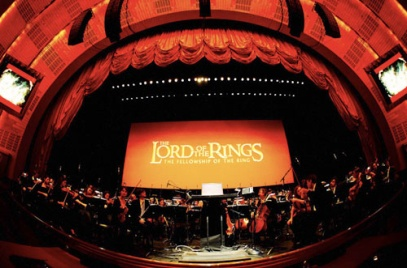 THE
LORD OF THE RINGS
THE FELLOWSHIP OF THE RING